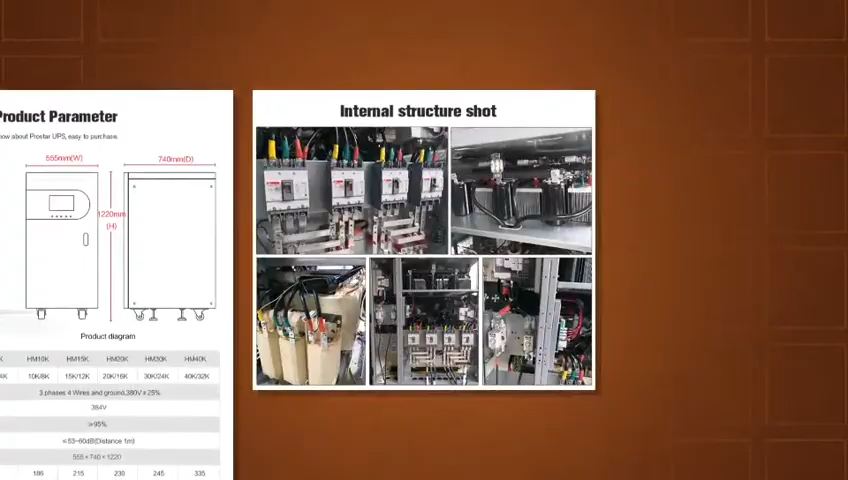 Product Parameter
ow about Prostar UPS, easy to purchase.
555mm(W)
740mm(D)
1220mm
(H)
Product diagram
HM10K HM15K HM20K HM30K HM40K
10K/8K 15K/12K 20K/16K 30K/24K 40K/32K
3 phases 4 Wires and ground,380V ± 25%
384V
≥95%
≤53~60dB(Distance 1m)
555 × 740 × 1220
186 215 230 245 335
Internal structure shot